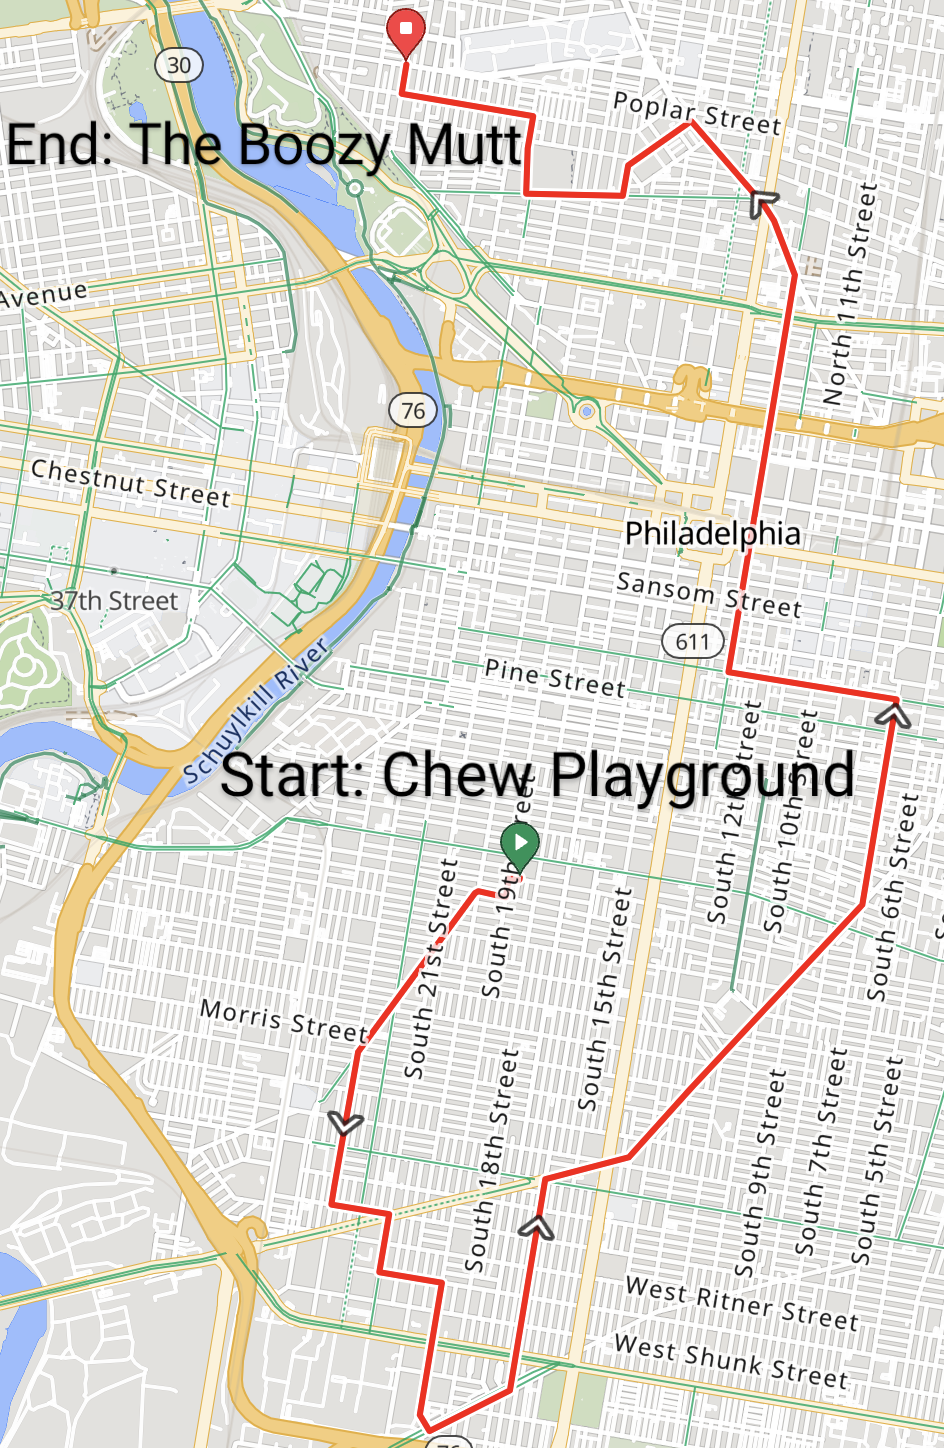 30
Poplar Street
End: The Boozy Mutt
North 11th Street
Avenue
76
Chestnut Street
Philadelphia
Sansom Street
37th Street
611
Pine Street
Schuylkill River
South 12th Street
South 10th Street
Start: Chew Playground
South 6th Street
South 19th Street
South 21st Street
South 15th Street
Morris Street
South 18th Street
South 9th Street
South 7th Street
South 5th Street
West Ritner Street
West Shunk Street
76